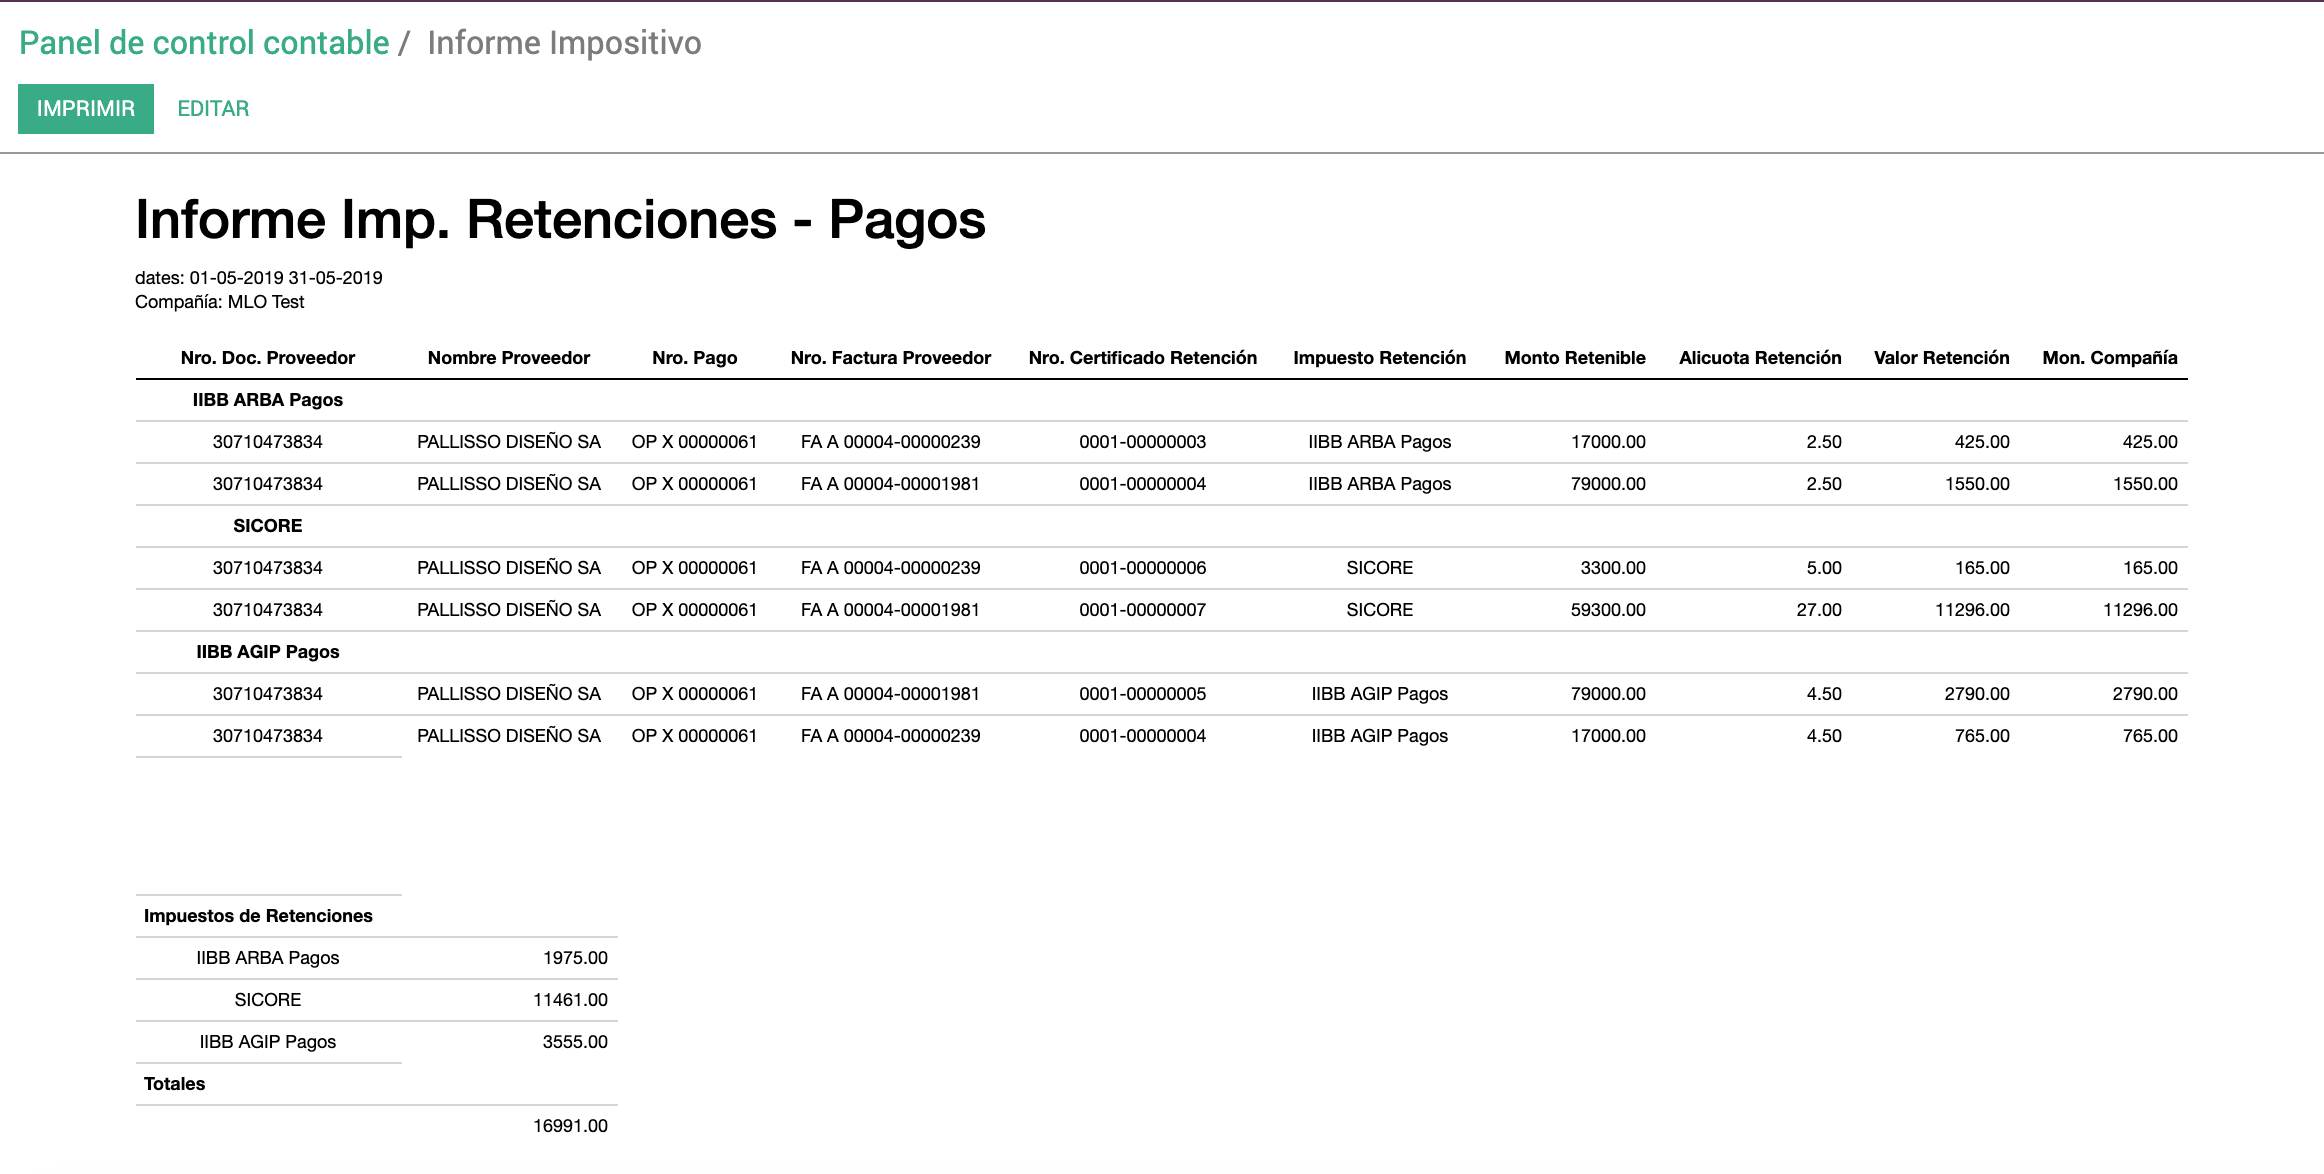 Panel de control contable / Informe Impositivo
IMPRIMIR EDITAR
Informe Imp. Retenciones - Pagos
dates: 01-05-2019 31-05-2019
Compañía: MLO Test
Nro. Doc. Proveedor Nombre Proveedor Nro. Pago Nro. Factura Proveedor Nro. Certificado Retención Impuesto Retención Monto Retenible Alicuota Retención Valor Retención Mon. Compañía
IIBB ARBA Pagos
30710473834 PALLISSO DISEÑO SA OP X 00000061 FA A 00004-00000239 0001-00000003 IIBB ARBA Pagos 17000.00 2.50 425.00 425.00
30710473834 PALLISSO DISEÑO SA OP X 00000061 FA A 00004-00001981 0001-00000004 IIBB ARBA Pagos 79000.00 2.50 1550.00 1550.00
SICORE
30710473834 PALLISSO DISEÑO SA OP X 00000061 FA A 00004-00000239 0001-00000006 SICORE 3300.00 5.00 165.00 165.00
30710473834 PALLISSO DISEÑO SA OP X 00000061 FA A 00004-00001981 0001-00000007 SICORE 59300.00 27.00 11296.00 11296.00
IIBB AGIP Pagos
30710473834 PALLISSO DISEÑO SA OP X 00000061 FA A 00004-00001981 0001-00000005 IIBB AGIP Pagos 79000.00 4.50 2790.00 2790.00
30710473834 PALLISSO DISEÑO SA OP X 00000061 FA A 00004-00000239 0001-00000004 IIBB AGIP Pagos 17000.00 4.50 765.00 765.00
Impuestos de Retenciones
IIBB ARBA Pagos 1975.00
SICORE 11461.00
IIBB AGIP Pagos 3555.00
Totales
16991.00